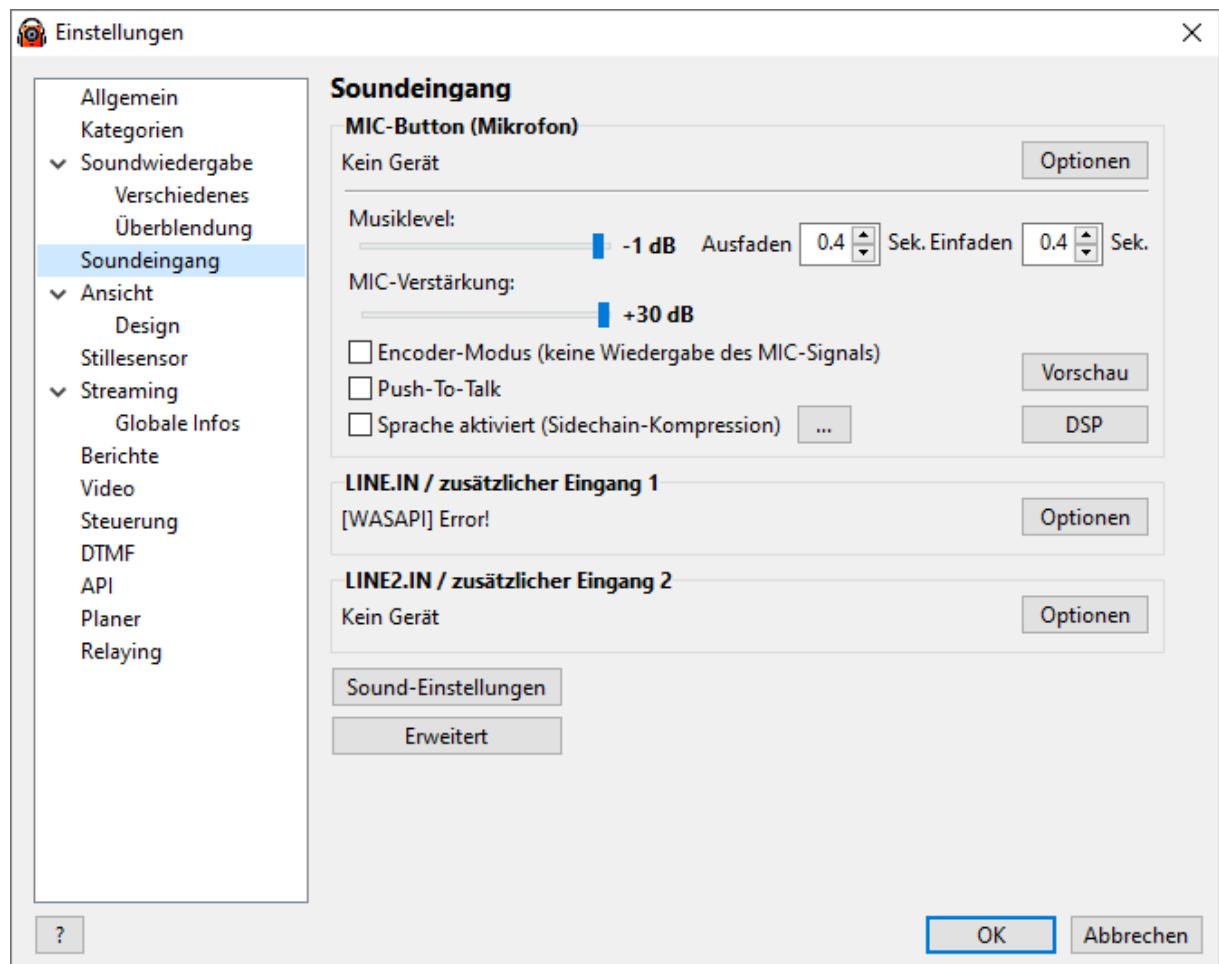 Einstellungen
Allgemein
Kategorien
Soundwiedergabe
Verschiedenes
Überblendung
Soundeingang
Ansicht
Design
Stillesensor
Streaming
Globale Infos
Berichte
Video
Steuerung
DTMF
API
Planer
Relaying
Soundeingang
MIC-Button (Mikrofon)
Kein Gerät Optionen
Musiklevel:
-1 dB Ausfaden 0.4 Sek. Einfaden 0.4 Sek.
MIC-Verstärkung:
+30 dB
Encoder-Modus (keine Wiedergabe des MIC-Signals)
Vorschau
Push-To-Talk
Sprache aktiviert (Sidechain-Kompression) ... DSP
LINE.IN / zusätzlicher Eingang 1
[WASAPI] Error! Optionen
LINE2.IN / zusätzlicher Eingang 2
Kein Gerät Optionen
Sound-Einstellungen
Erweitert
? OK Abbrechen